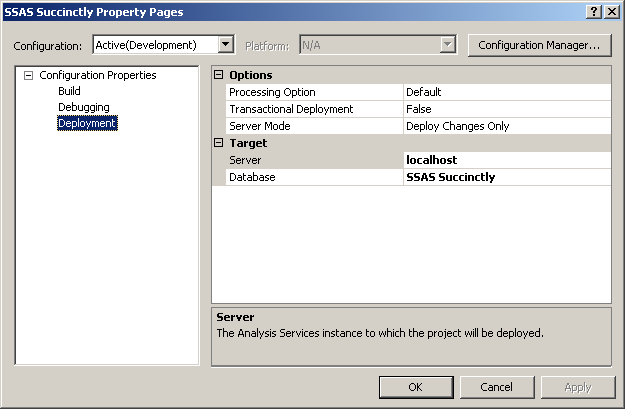 SSAS Succinctly Property Pages
Configuration: Active(Development) Platform: N/A Configuration Manager...
Configuration Properties
Build
Debugging
Deployment
Options
Processing Option Default
Transactional Deployment False
Server Mode Deploy Changes Only
Target
Server localhost
Database SSAS Succinctly
Server
The Analysis Services instance to which the project will be deployed.
OK Cancel Apply